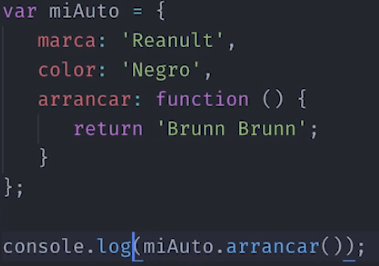 var miAuto = {
marca: 'Reanult',
color: 'Negro',
arrancar: function () {
return 'Brunn Brunn';
}
};
console.log(miAuto.arrancar());